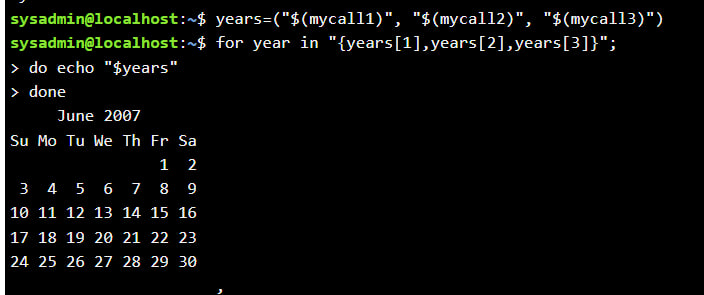 sysadmin@localhost:~$ years=("$(mycall1)", "$(mycall2)", "$(mycall3)")
sysadmin@localhost:~$ for year in "{years[1],years[2],years[3]}";
> do echo "$years"
> done
      June 2007
Su Mo Tu We Th Fr Sa
                1  2
 3  4  5  6  7  8  9
10 11 12 13 14 15 16
17 18 19 20 21 22 23
24 25 26 27 28 29 30
                      ,